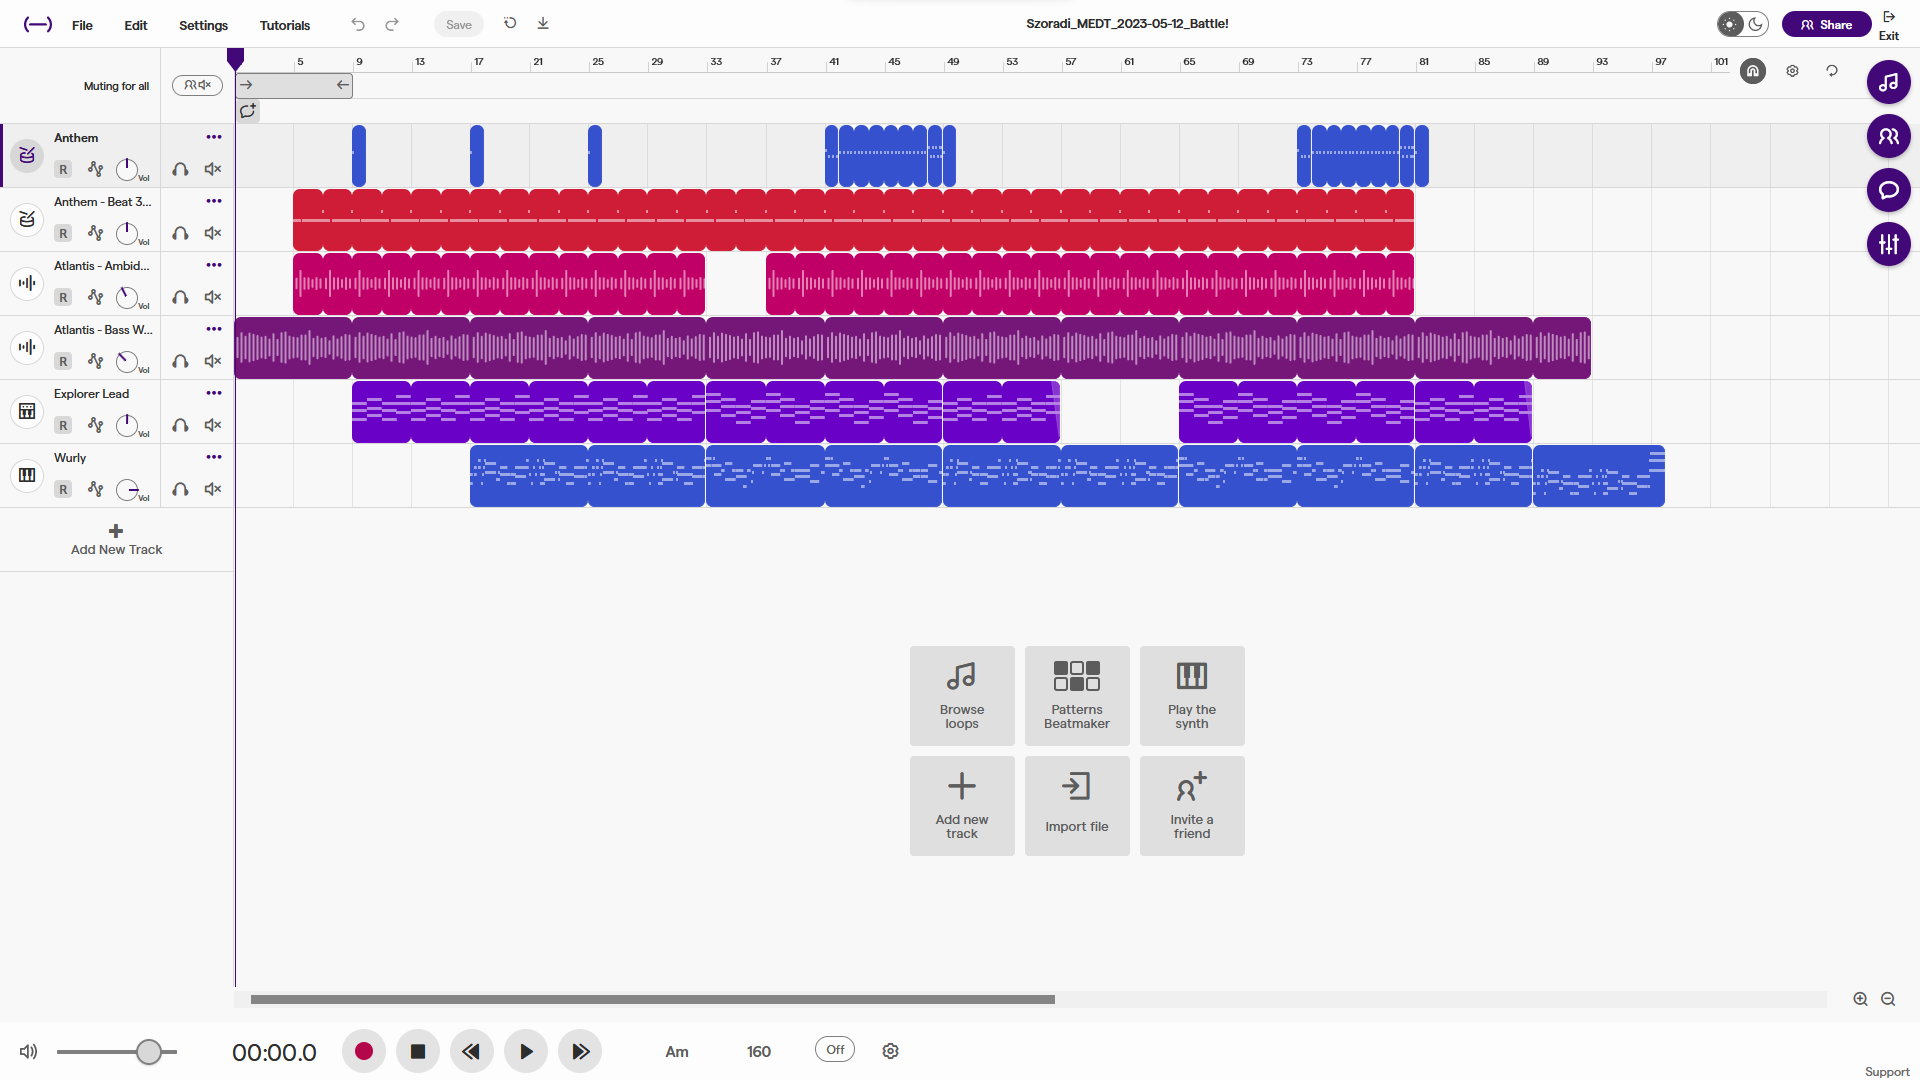 File Edit Settings Tutorials Save Szoradi_MEDT_2023-05-12_Battle! Share Exit
5 9 13 17 21 25 29 33 37 41 45 49 53 57 61 65 69 73 77 81 85 89 93 97 101
Muting for all
Anthem
R Vol
Anthem - Beat 3...
R Vol
Atlantis - Ambid...
R Vol
Atlantis - Bass W...
R Vol
Explorer Lead
R Vol
Wurly
R Vol
Add New Track
Browse
loops
Patterns
Beatmaker
Play the
synth
Add new
track
Import file
Invite a
friend
00:00.0 Am 160 Off
Support